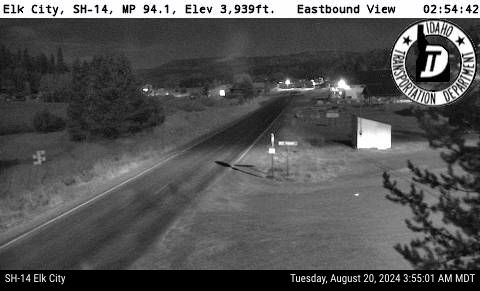 Elk City, SH-14, MP 94.1, Elev 3,939ft. Eastbound View 02:54:42
IDAHO
TRANSPORTATION DEPARTMENT
SH-14 Elk City Tuesday, August 20, 2024 3:55:01 AM MDT